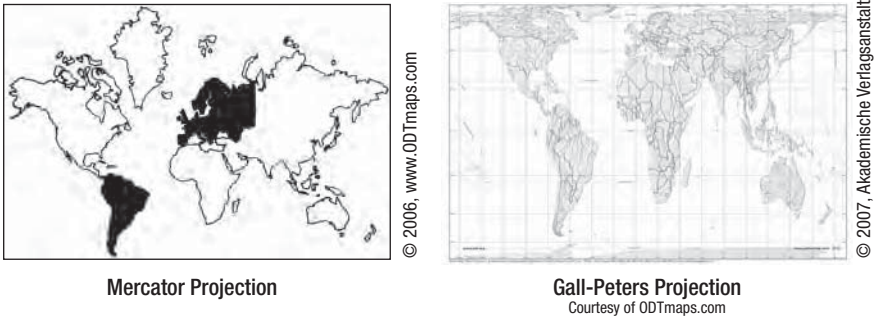 © 2006, www.ODTmaps.com
© 2007, Akademische Verlagsanstalt
Mercator Projection
Gall-Peters Projection
Courtesy of ODTmaps.com